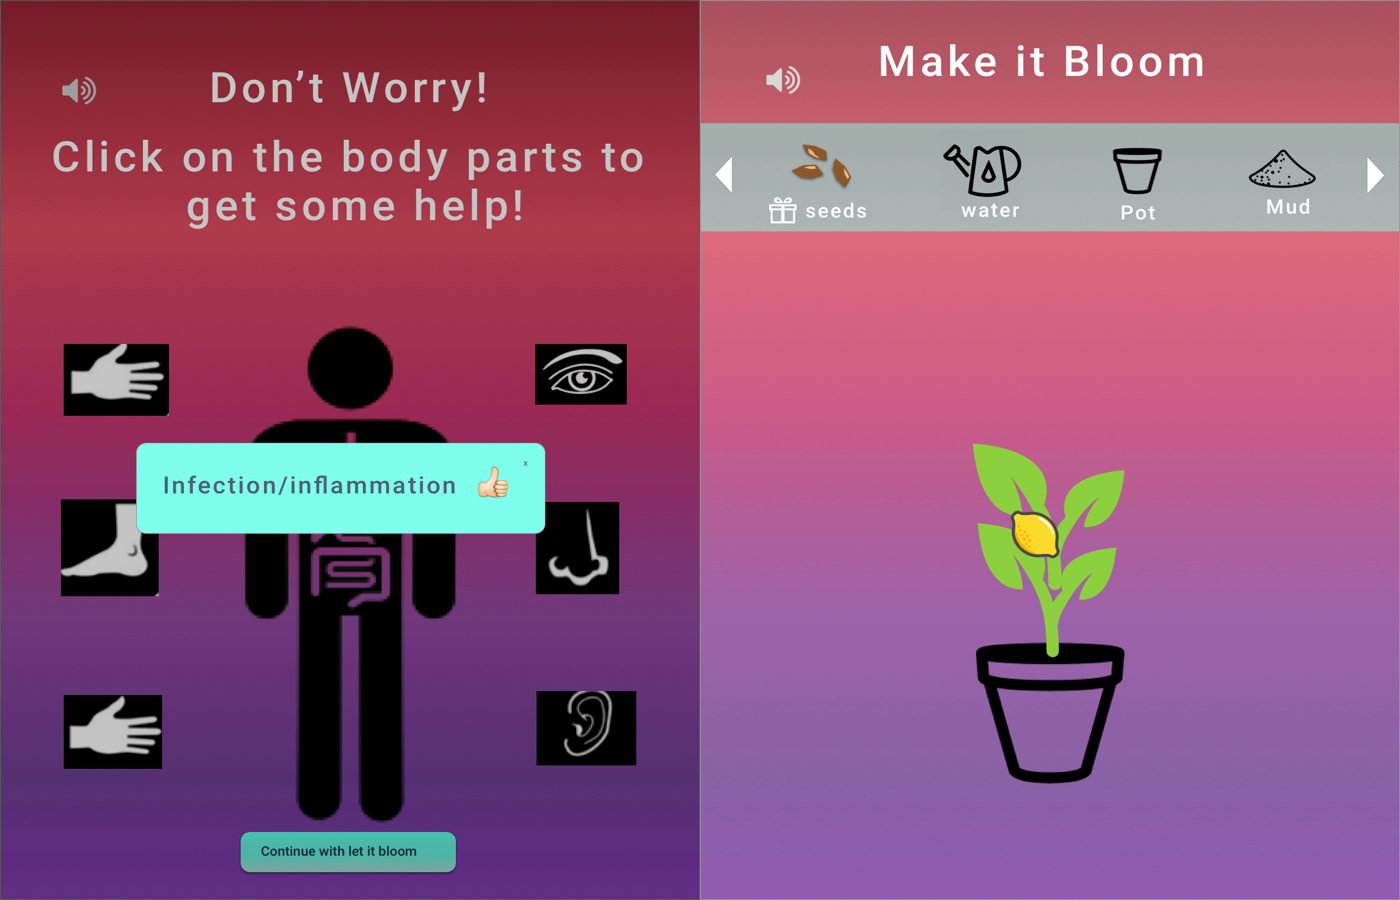 Don’t Worry!
Click on the body parts to
get some help!
Infection/inflammation
x
Continue with let it bloom
Make it Bloom
seeds
water
Pot
Mud